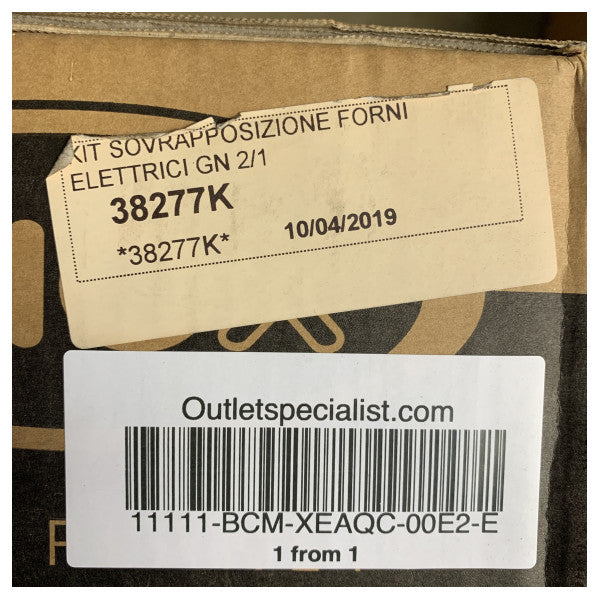 KIT SOVRAPPOSIZIONE FORNI
ELETTRICI GN 2/1
38277K
*38277K*
10/04/2019
Outletspecialist.com
11111-BCM-XEAQC-00E2-E
1 from 1